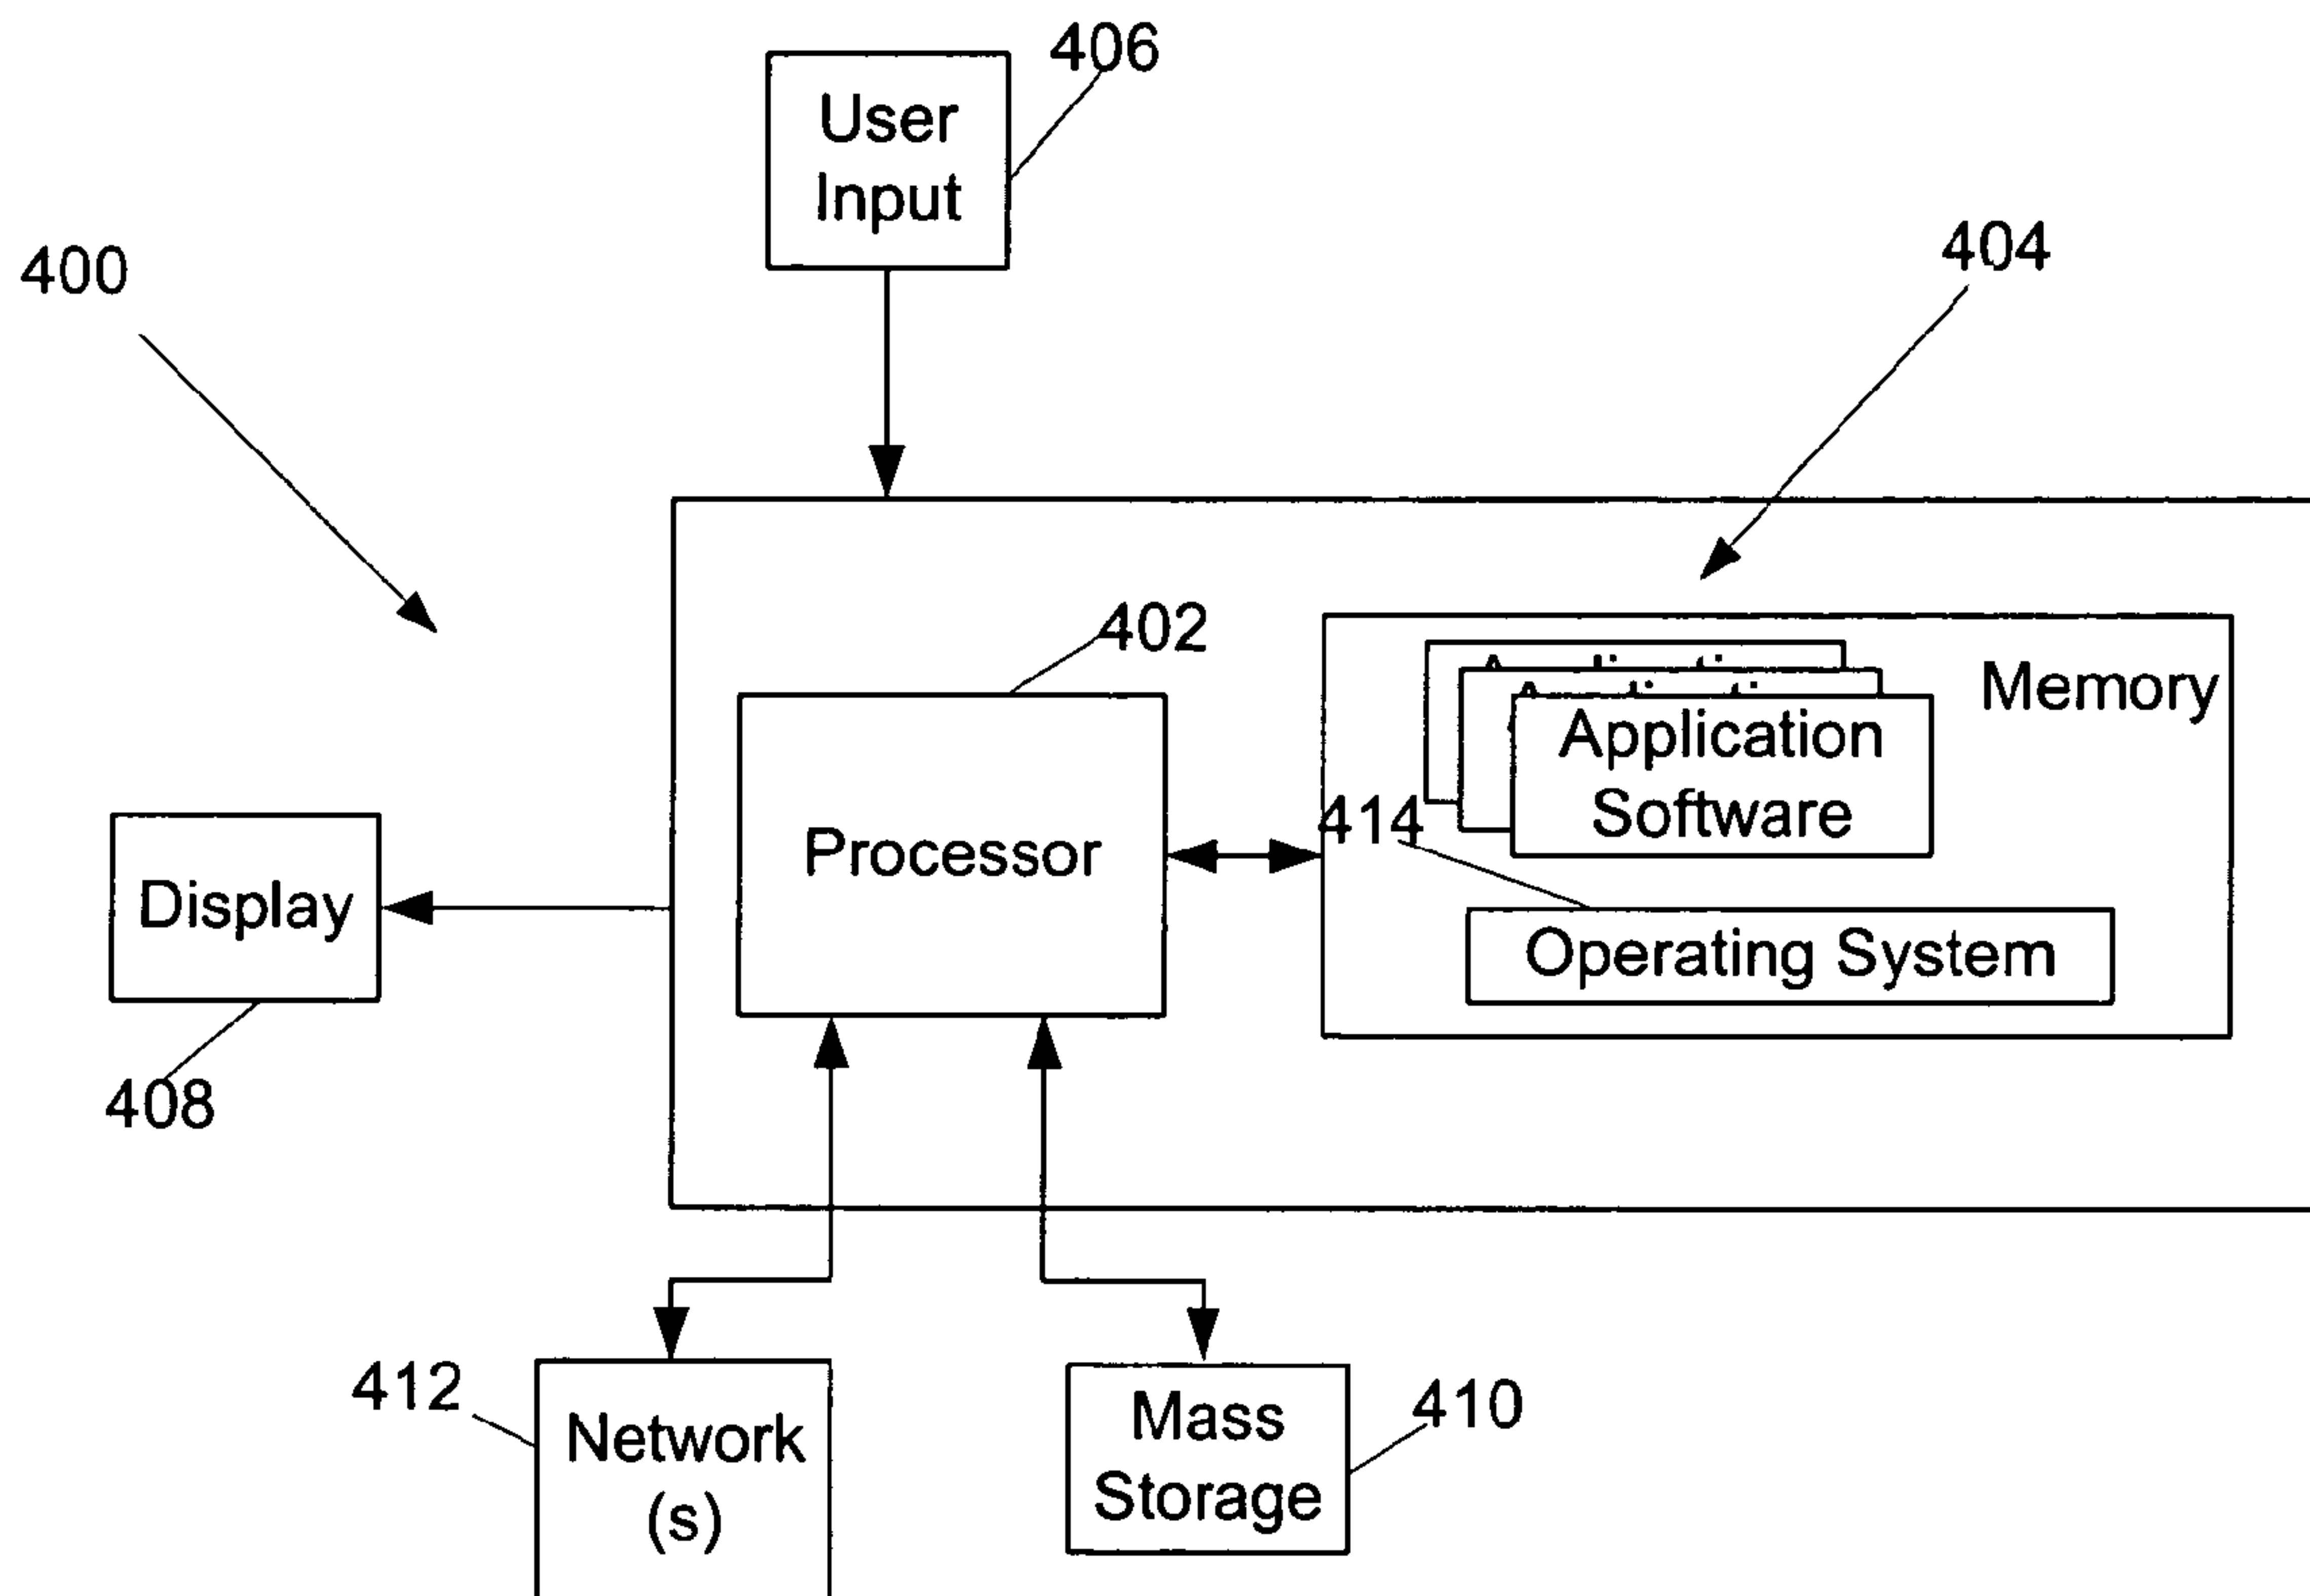 406
User
Input
400
404
402
Memory
Application
Software
414
Processor
Display
Operating System
408
412
Network
(s)
Mass
Storage
410